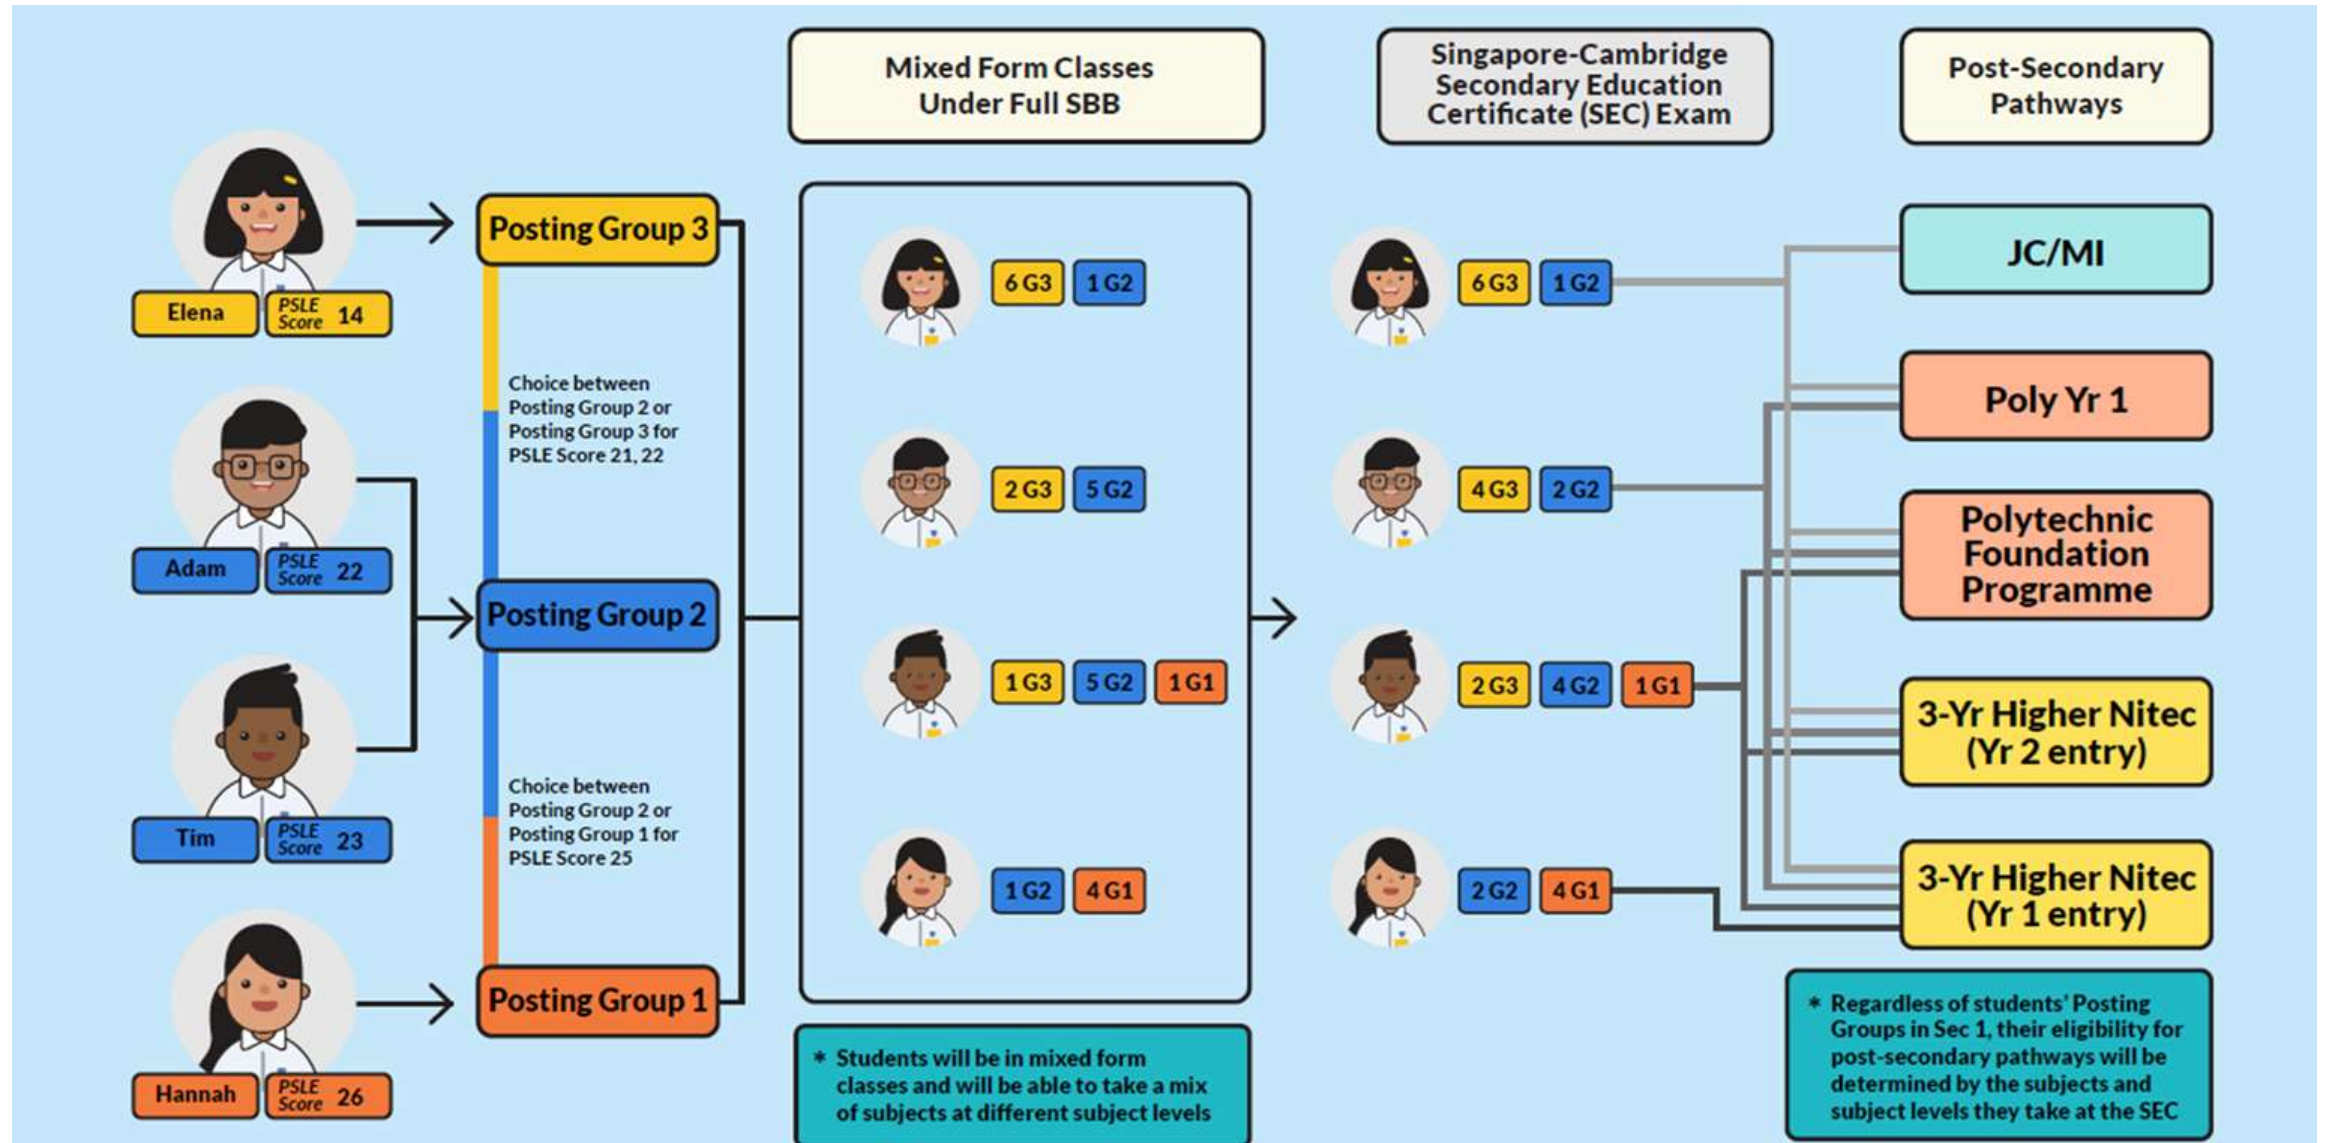 Mixed Form Classes
Under Full SBB
Singapore-Cambridge
Secondary Education
Certificate (SEC) Exam
Post-Secondary
Pathways
Elena
PSLE
Score 14
Adam
PSLE
Score 22
Tim
PSLE
Score 23
Hannah
PSLE
Score 26
Posting Group 3
Choice between
Posting Group 2 or
Posting Group 3 for
PSLE Score 21, 22
Posting Group 2
Choice between
Posting Group 2 or
Posting Group 1 for
PSLE Score 25
Posting Group 1
6 G3 1 G2
2 G3 5 G2
1 G3 5 G2 1 G1
1 G2 4 G1
* Students will be in mixed form
classes and will be able to take a mix
of subjects at different subject levels
6 G3 1 G2
4 G3 2 G2
2 G3 4 G2 1 G1
2 G2 4 G1
JC/MI
Poly Yr 1
Polytechnic
Foundation
Programme
3-Yr Higher Nitec
(Yr 2 entry)
3-Yr Higher Nitec
(Yr 1 entry)
* Regardless of students' Posting
Groups in Sec 1, their eligibility for
post-secondary pathways will be
determined by the subjects and
subject levels they take at the SEC